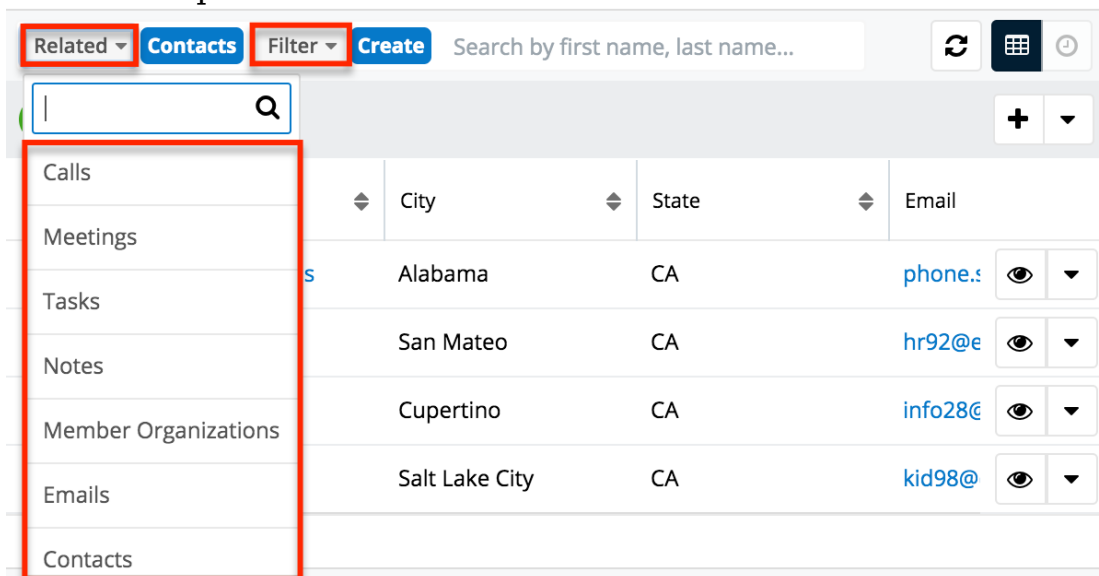 Related Contacts Filter Create Search by first name, last name...
Calls
City State Email
Meetings
s Alabama CA phone.s
Tasks
San Mateo CA hr92@e
Notes
Cupertino CA info28@
Member Organizations
Salt Lake City CA kid98@
Emails
Contacts